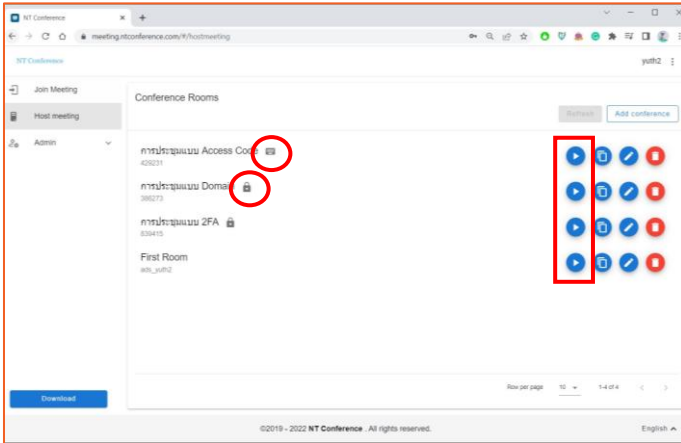 NT Conference
meeting.ntconference.com/#/hostmeeting
NT Conference
yuth2
Join Meeting
Host meeting
Admin
Conference Rooms
Refresh
Add conference
การประชุมแบบ Access Code
429231
การประชุมแบบ Domain
386273
การประชุมแบบ 2FA
839415
First Room
ads_yuth2
Row per page 10 1-4 of 4
Download
©2019 - 2022 NT Conference . All rights reserved.
English